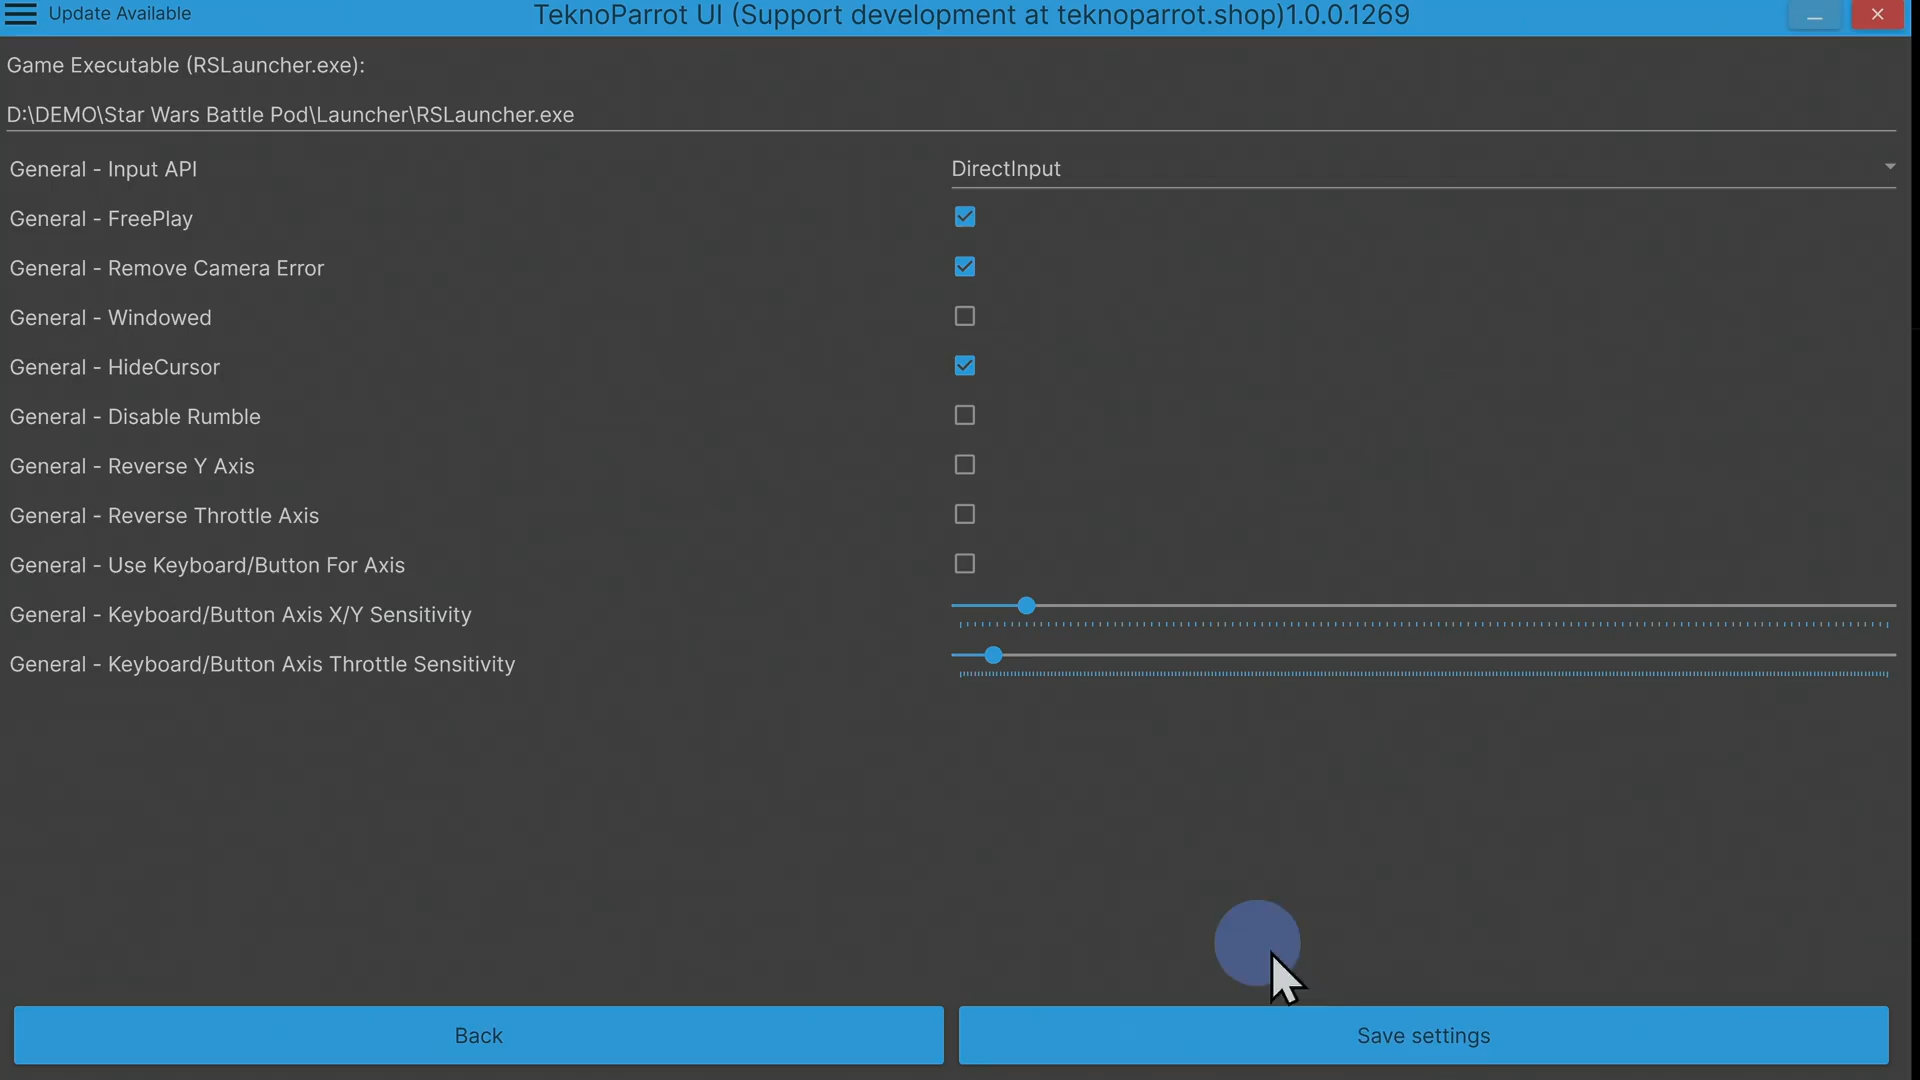 Update Available
TeknoParrot UI (Support development at teknoparrot.shop)1.0.0.1269
Game Executable (RSLauncher.exe):
D:\DEMO\Star Wars Battle Pod\Launcher\RSLauncher.exe
General - Input API
DirectInput
General - FreePlay
General - Remove Camera Error
General - Windowed
General - HideCursor
General - Disable Rumble
General - Reverse Y Axis
General - Reverse Throttle Axis
General - Use Keyboard/Button For Axis
General - Keyboard/Button Axis X/Y Sensitivity
General - Keyboard/Button Axis Throttle Sensitivity
Back
Save settings